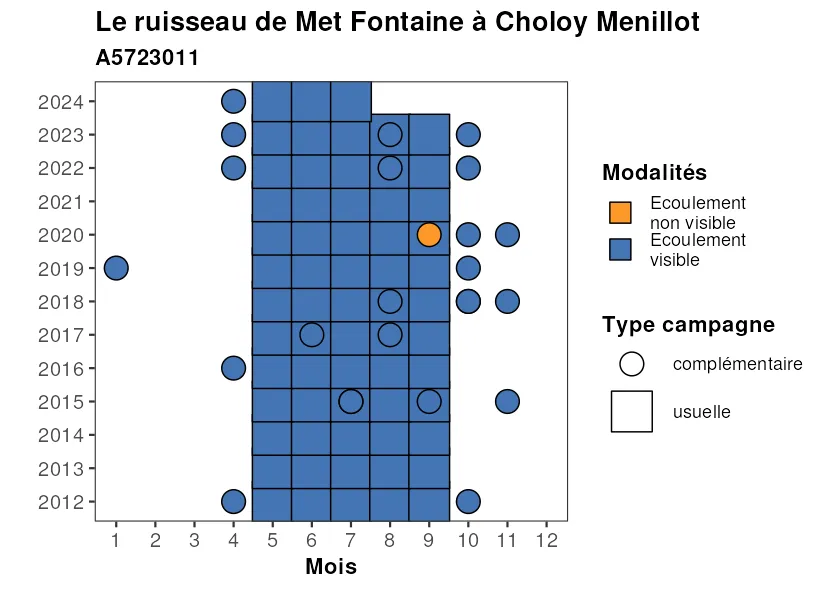 Le ruisseau de Met Fontaine à Choloy Menillot
A5723011
2024
2023
2022
2021
2020
2019
2018
2017
2016
2015
2014
2013
2012
1 2 3 4 5 6 7 8 9 10 11 12
Mois
Modalités
Ecoulement
non visible
Ecoulement
visible
Type campagne
complémentaire
usuelle